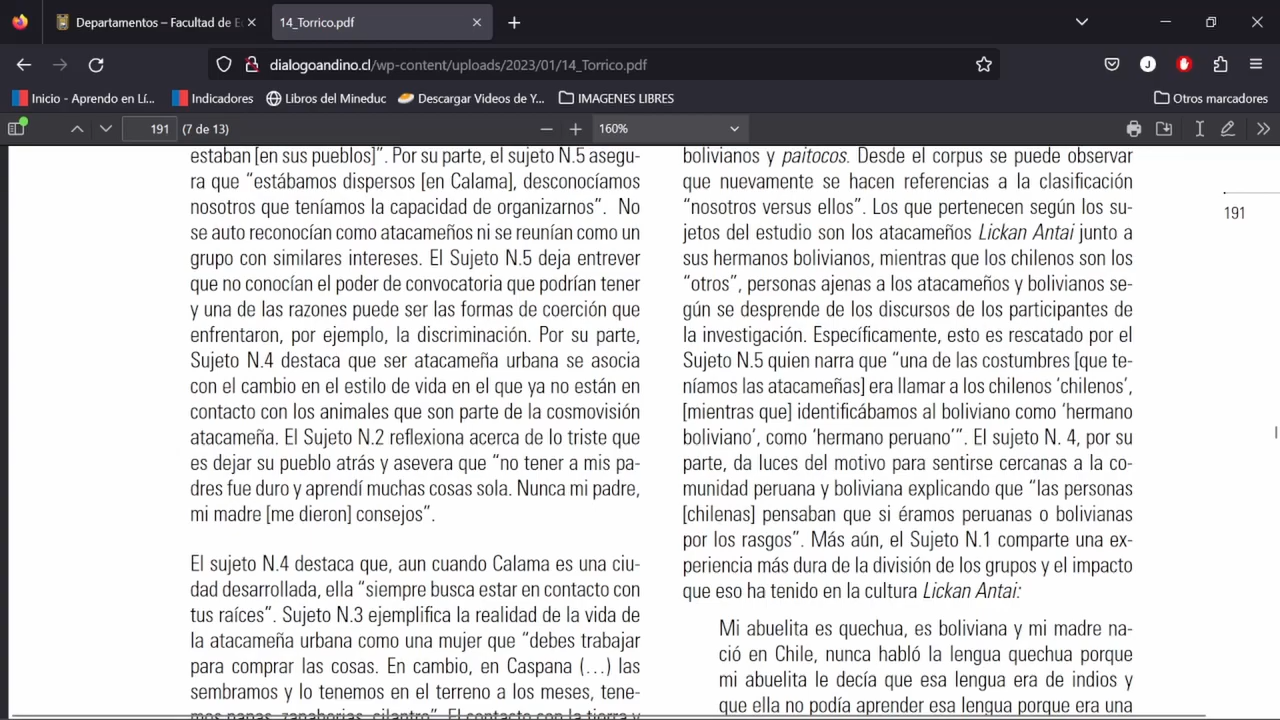 Departamentos – Facultad de E
14_Torrico.pdf
dialogoandino.cl/wp-content/uploads/2023/01/14_Torrico.pdf
J
Inicio - Aprendo en Lí...
Indicadores
Libros del Mineduc
Descargar Videos de Y...
IMAGENES LIBRES
Otros marcadores
191 (7 de 13)
160%
estaban [en sus pueblos]”. Por su parte, el sujeto N.5 asegu-
ra que “estábamos dispersos [en Calama], desconocíamos
nosotros que teníamos la capacidad de organizarnos”. No
se auto reconocían como atacameños ni se reunían como un
grupo con similares intereses. El Sujeto N.5 deja entrever
que no conocían el poder de convocatoria que podrían tener
y una de las razones puede ser las formas de coerción que
enfrentaron, por ejemplo, la discriminación. Por su parte,
Sujeto N.4 destaca que ser atacameña urbana se asocia
con el cambio en el estilo de vida en el que ya no están en
contacto con los animales que son parte de la cosmovisión
atacameña. El Sujeto N.2 reflexiona acerca de lo triste que
es dejar su pueblo atrás y asevera que “no tener a mis pa-
dres fue duro y aprendí muchas cosas sola. Nunca mi padre,
mi madre [me dieron] consejos”.
El sujeto N.4 destaca que, aun cuando Calama es una ciu-
dad desarrollada, ella “siempre busca estar en contacto con
tus raíces”. Sujeto N.3 ejemplifica la realidad de la vida de
la atacameña urbana como una mujer que “debes trabajar
para comprar las cosas. En cambio, en Caspana (…) las
sembramos y lo tenemos en el terreno a los meses, tene-
mos papas, zanahorias, cilantro”. El contacto con la tierra y
bolivianos y paitocos. Desde el corpus se puede observar
que nuevamente se hacen referencias a la clasificación
“nosotros versus ellos”. Los que pertenecen según los su-
jetos del estudio son los atacameños Lickan Antai junto a
sus hermanos bolivianos, mientras que los chilenos son los
“otros”, personas ajenas a los atacameños y bolivianos se-
gún se desprende de los discursos de los participantes de
la investigación. Específicamente, esto es rescatado por el
Sujeto N.5 quien narra que “una de las costumbres [que te-
níamos las atacameñas] era llamar a los chilenos ‘chilenos’,
[mientras que] identificábamos al boliviano como ‘hermano
boliviano’, como ‘hermano peruano’”. El sujeto N. 4, por su
parte, da luces del motivo para sentirse cercanas a la co-
munidad peruana y boliviana explicando que “las personas
[chilenas] pensaban que si éramos peruanas o bolivianas
por los rasgos”. Más aún, el Sujeto N.1 comparte una ex-
periencia más dura de la división de los grupos y el impacto
que eso ha tenido en la cultura Lickan Antai:
Mi abuelita es quechua, es boliviana y mi madre na-
ció en Chile, nunca habló la lengua quechua porque
mi abuelita le decía que esa lengua era de indios y
que ella no podía aprender esa lengua porque era una
191